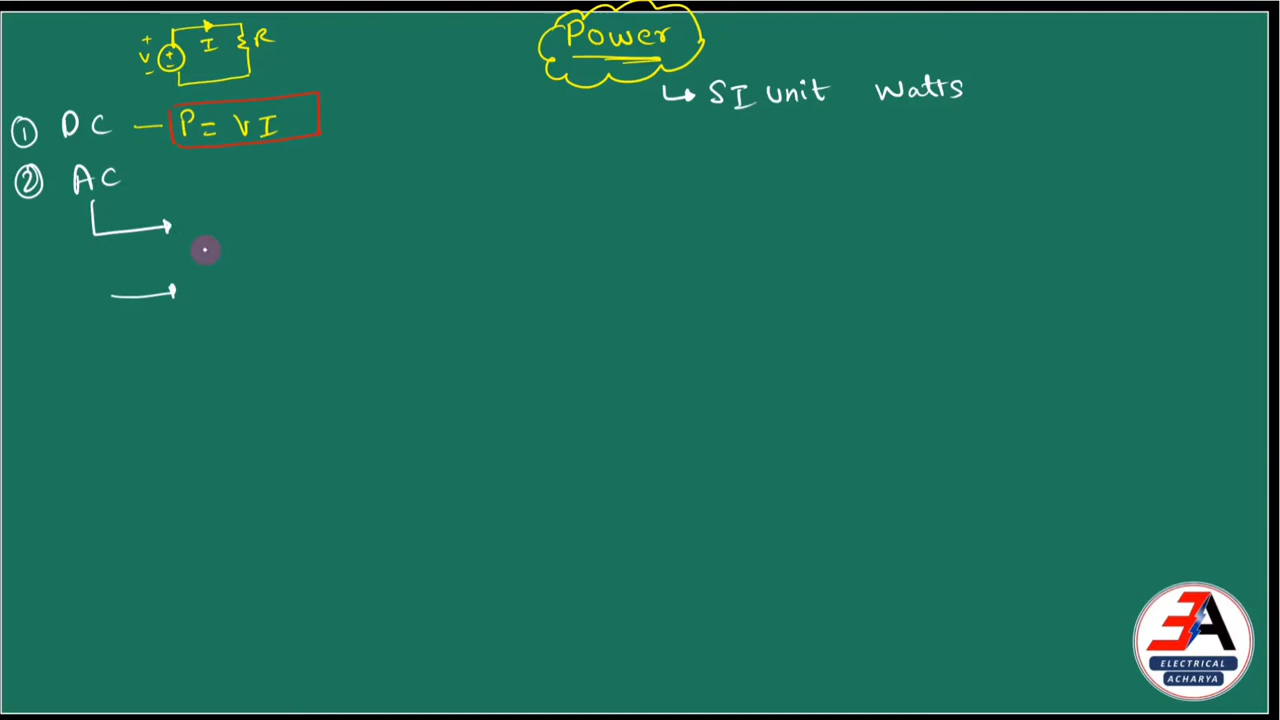 Power
↳ SI unit Watts
+
V
-
+
-
I
R
① DC — P = VI
② AC
ELECTRICAL
ACHARYA